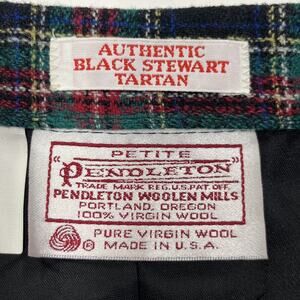 AUTHENTIC
BLACK STEWART
TARTAN
PETITE
"PENDLETON"
TRADE MARK REG. U.S. PAT. OFF.
PENDLETON WOOLEN MILLS
PORTLAND, OREGON
100% VIRGIN WOOL
® PURE VIRGIN WOOL
MADE IN U.S.A.